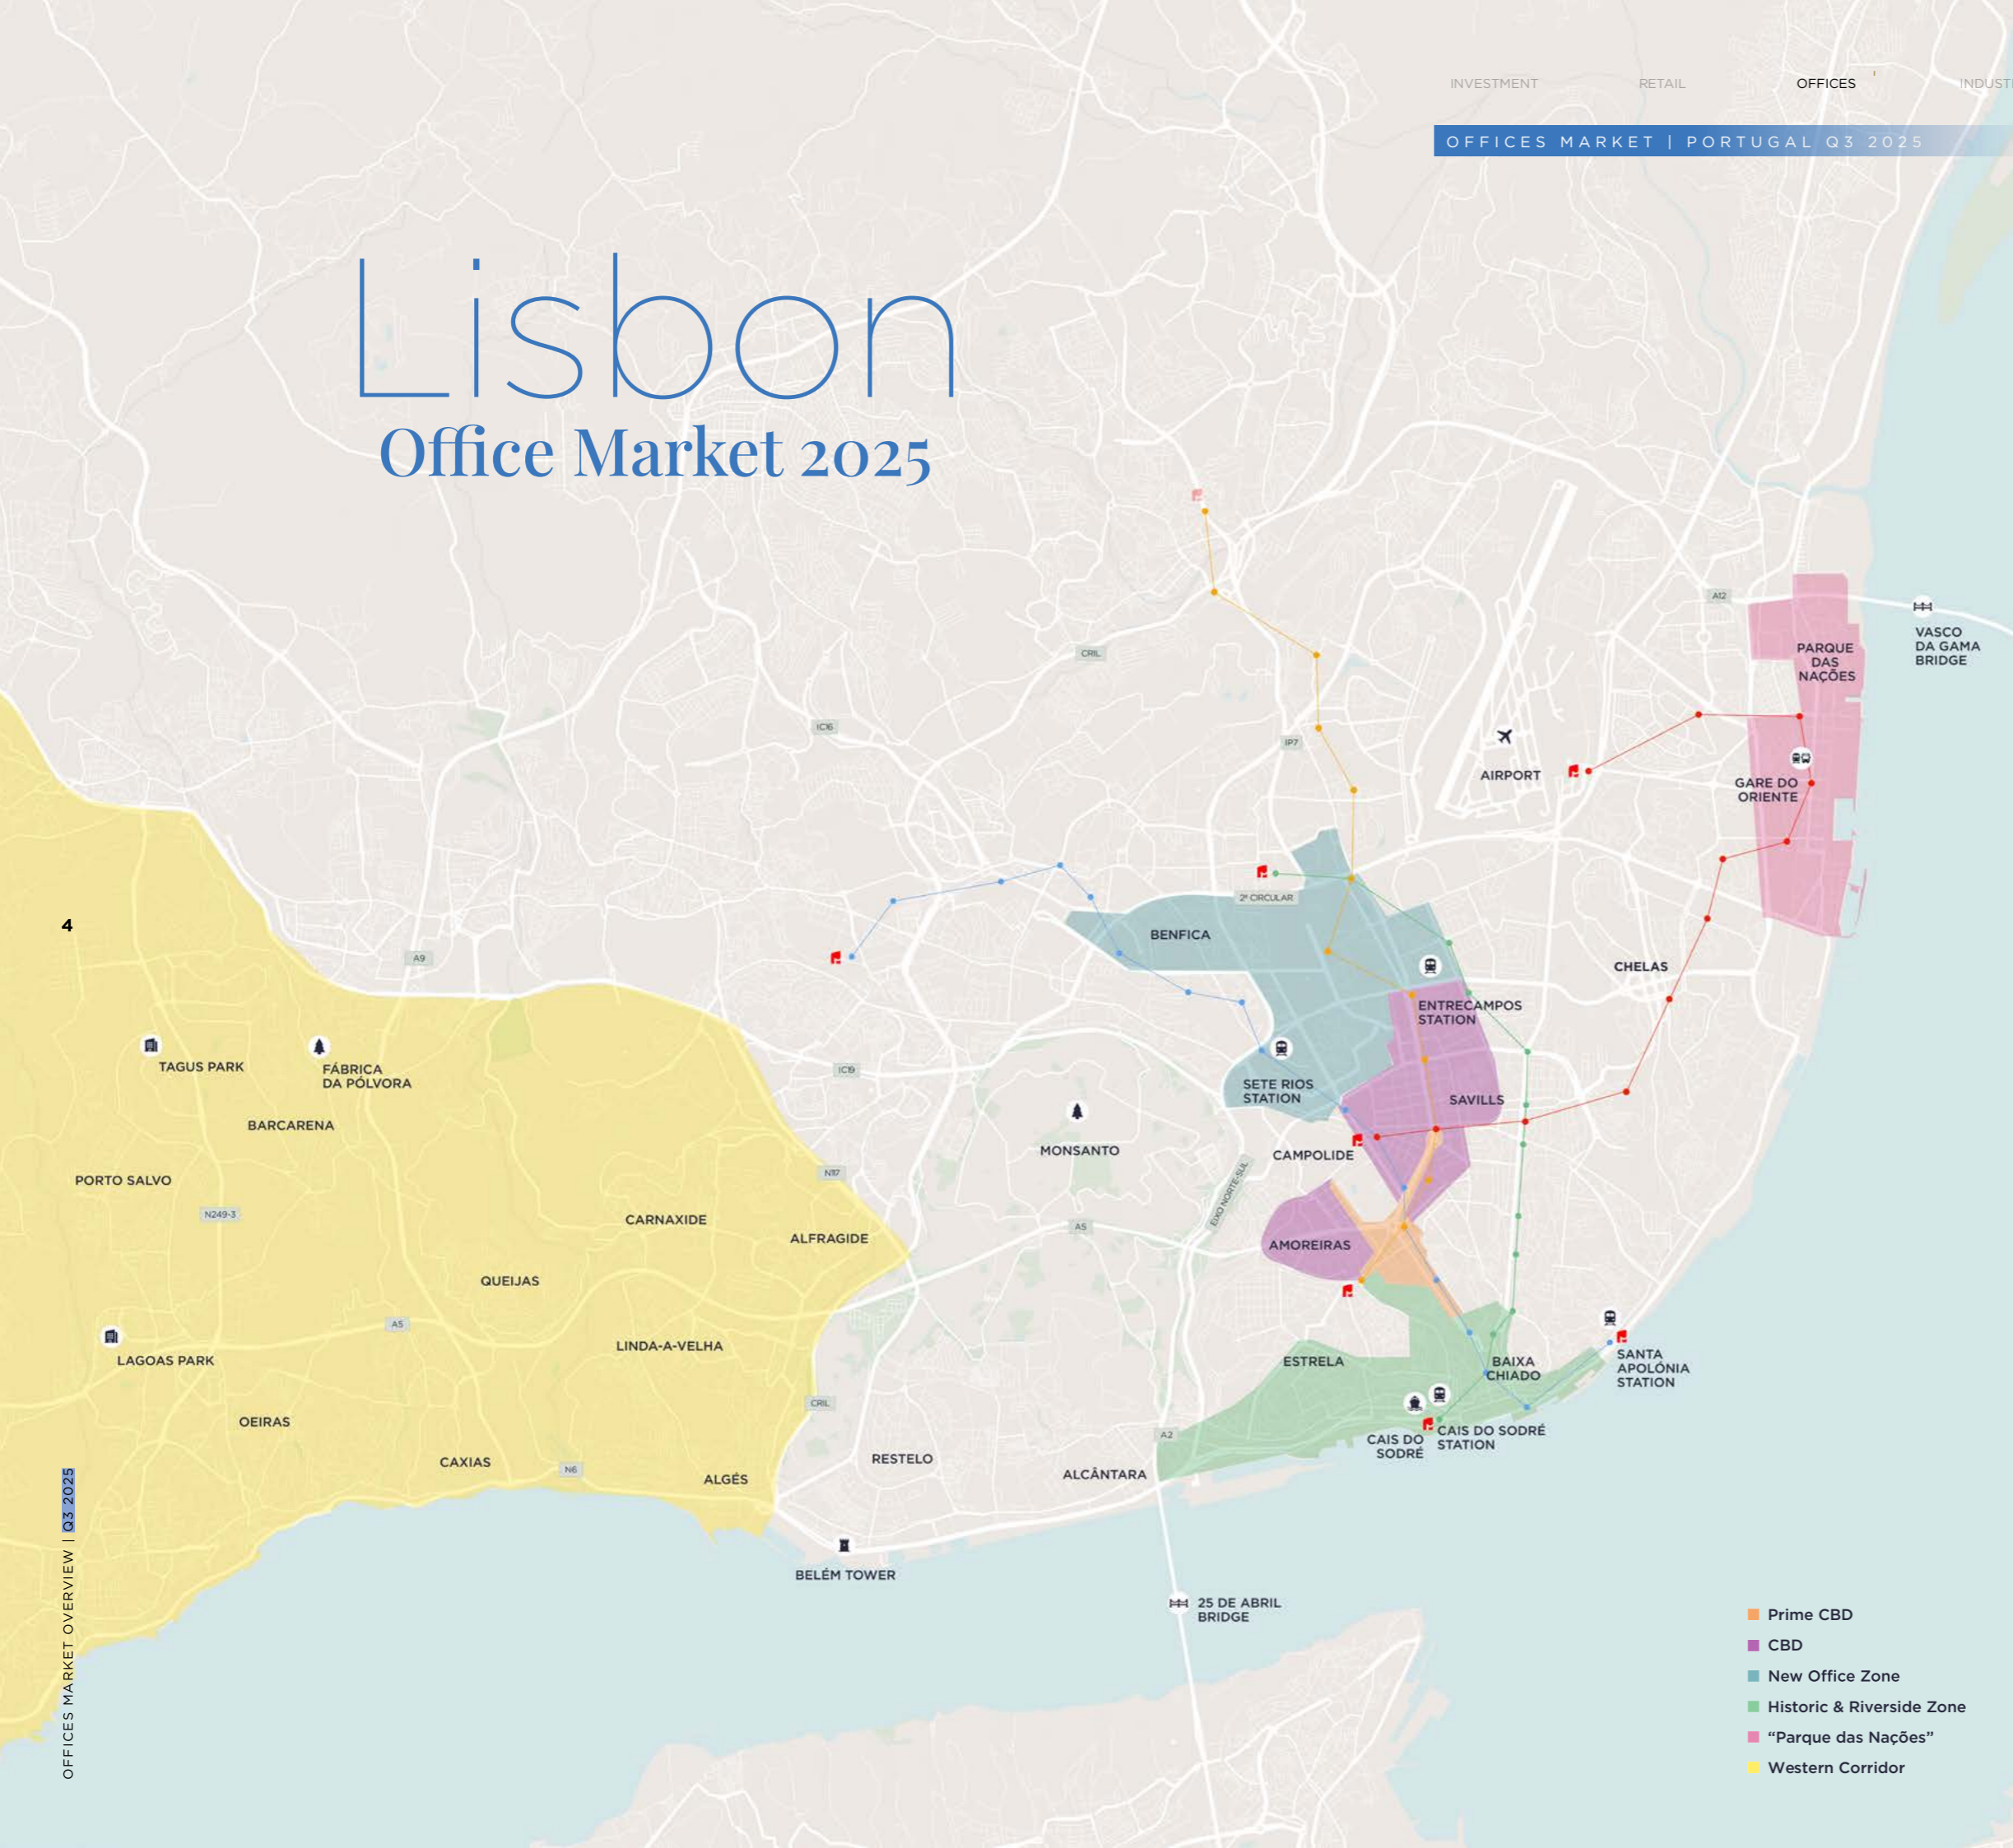 INVESTMENT
RETAIL
OFFICES
INDUST
OFFICES MARKET | PORTUGAL Q3 2025
Lisbon
Office Market 2025
A12
VASCO
DA GAMA
BRIDGE
PARQUE
DAS
NAÇÕES
CRIL
IC16
IP7
AIRPORT
GARE DO
ORIENTE
2ª CIRCULAR
4
BENFICA
A9
CHELAS
ENTRECAMPOS
STATION
TAGUS PARK
FÁBRICA
DA PÓLVORA
IC19
SETE RIOS
STATION
SAVILLS
BARCARENA
MONSANTO
CAMPOLIDE
PORTO SALVO
N117
EIXO NORTE-SUL
N249-3
CARNAXIDE
ALFRAGIDE
A5
AMOREIRAS
QUEIJAS
A5
LINDA-A-VELHA
LAGOAS PARK
ESTRELA
BAIXA
CHIADO
SANTA
APOLÓNIA
STATION
CRIL
OEIRAS
A2
CAIS DO
SODRÉ
CAIS DO SODRÉ
STATION
CAXIAS
N6
ALGÉS
RESTELO
ALCÂNTARA
BELÉM TOWER
25 DE ABRIL
BRIDGE
OFFICES MARKET OVERVIEW | Q3 2025
Prime CBD
CBD
New Office Zone
Historic & Riverside Zone
“Parque das Nações”
Western Corridor